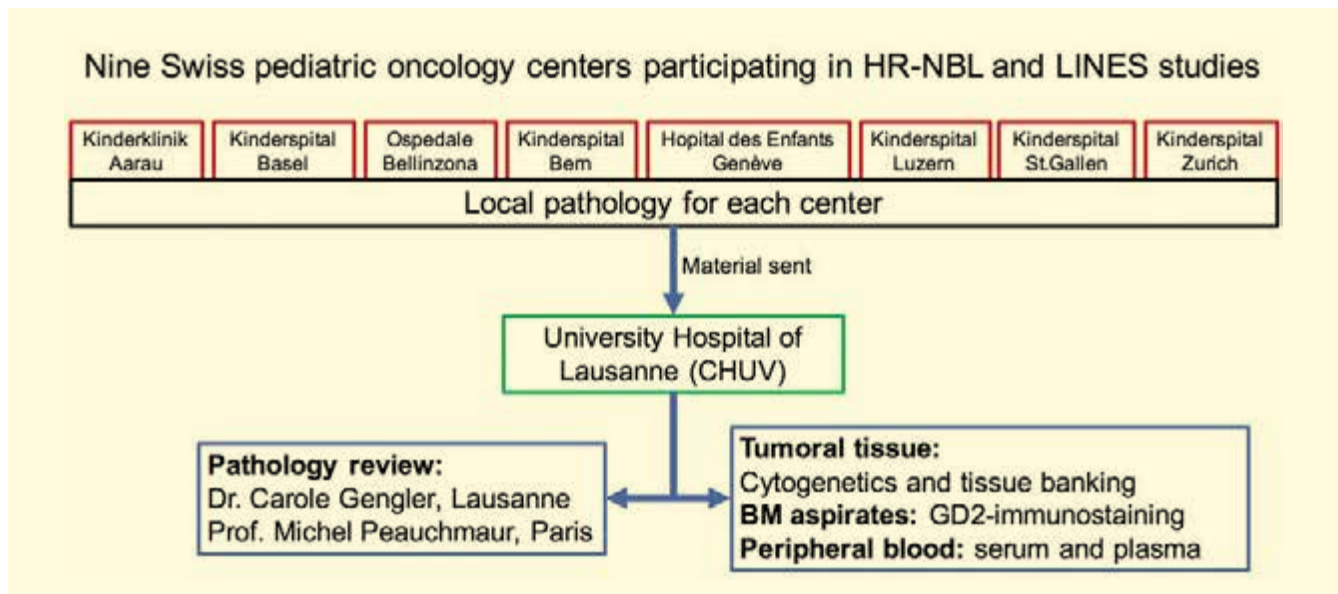 Nine Swiss pediatric oncology centers participating in HR-NBL and LINES studies
Kinderklinik
Aarau
Kinderspital
Basel
Ospedale
Bellinzona
Kinderspital
Bern
Hopital des Enfants
Genève
Kinderspital
Luzern
Kinderspital
St.Gallen
Kinderspital
Zurich
Local pathology for each center
Material sent
University Hospital of
Lausanne (CHUV)
Pathology review:
Dr. Carole Gengler, Lausanne
Prof. Michel Peauchmaur, Paris
Tumoral tissue:
Cytogenetics and tissue banking
BM aspirates: GD2-immunostaining
Peripheral blood: serum and plasma